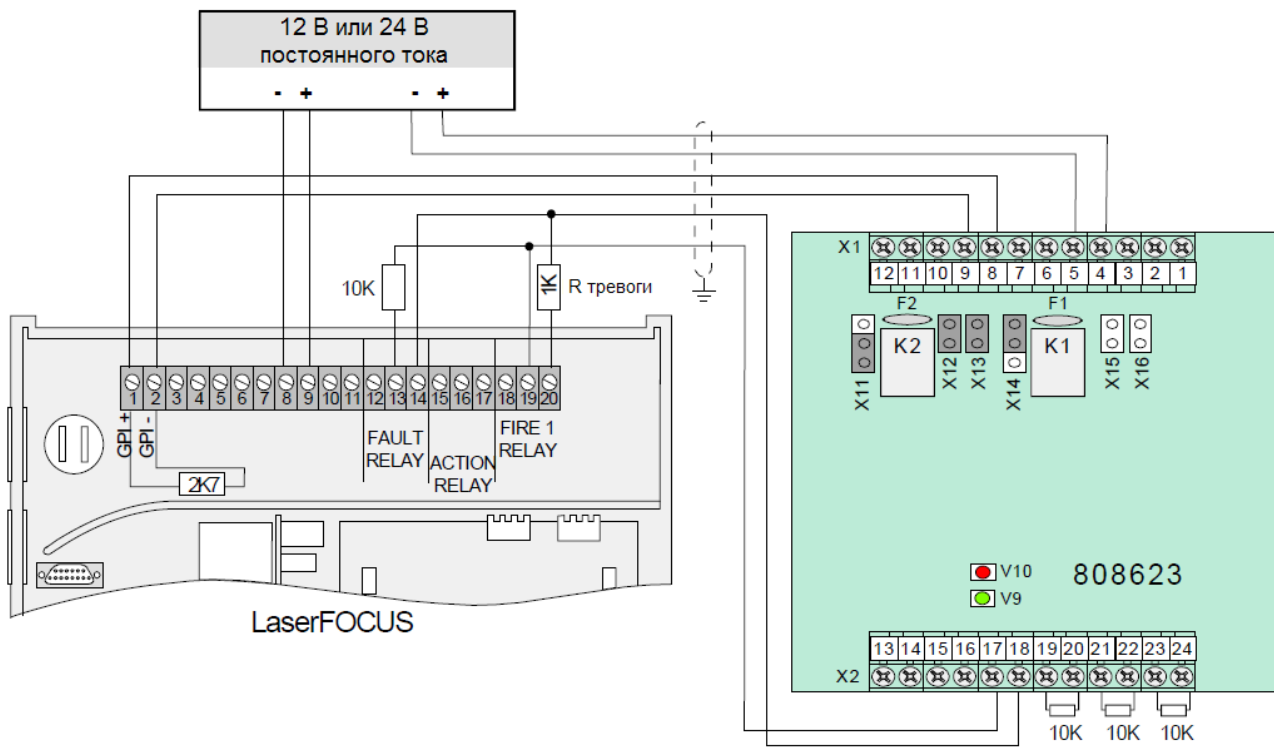 12 В или 24 В
постоянного тока
- + - +
X1
12 11 10 9 8 7 6 5 4 3 2 1
10K
1K
R тревоги
F2
F1
K2
K1
X11
X12
X13
X14
X15
X16
1 2 3 4 5 6 7 8 9 10 11 12 13 14 15 16 17 18 19 20
GPI +
GPI -
FAULT
RELAY
ACTION
RELAY
FIRE 1
RELAY
2K7
V10
V9
808623
LaserFOCUS
13 14 15 16 17 18 19 20 21 22 23 24
X2
10K 10K 10K